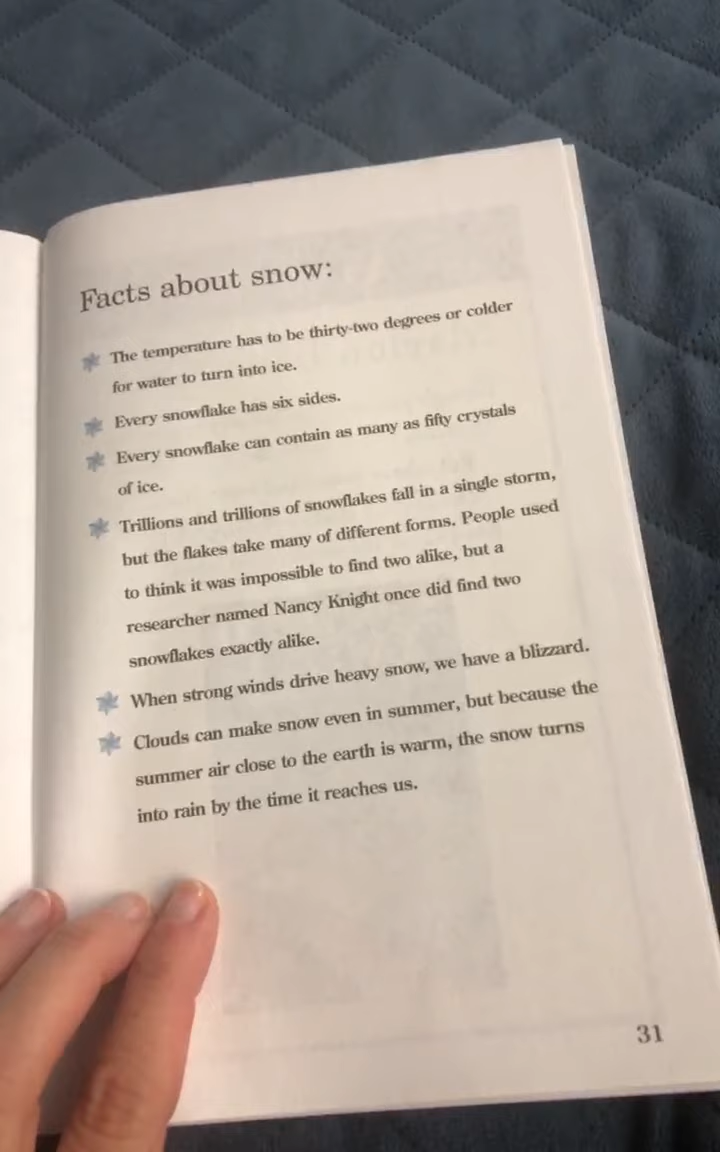 Facts about snow:
The temperature has to be thirty-two degrees or colder
for water to turn into ice.
Every snowflake has six sides.
Every snowflake can contain as many as fifty crystals
of ice.
Trillions and trillions of snowflakes fall in a single storm,
but the flakes take many of different forms. People used
to think it was impossible to find two alike, but a
researcher named Nancy Knight once did find two
snowflakes exactly alike.
When strong winds drive heavy snow, we have a blizzard.
Clouds can make snow even in summer, but because the
summer air close to the earth is warm, the snow turns
into rain by the time it reaches us.
31